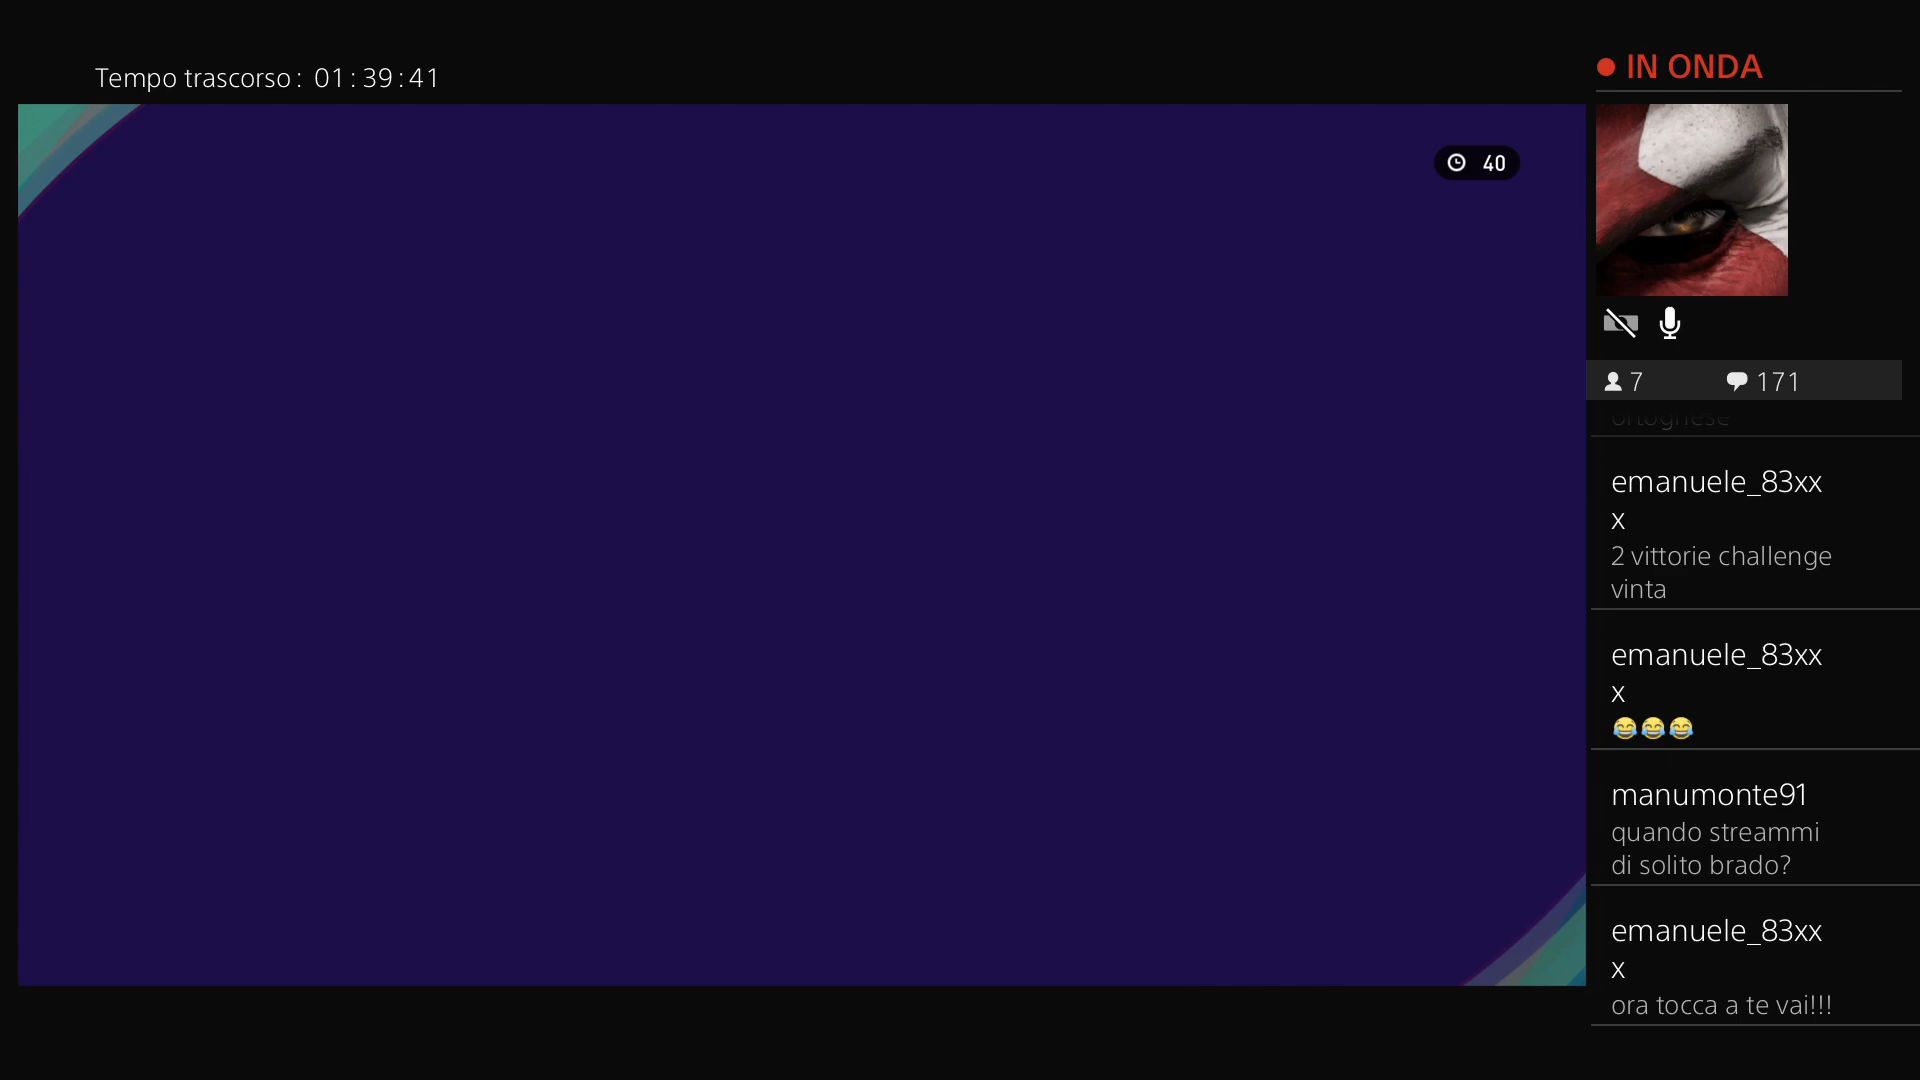 Tempo trascorso: 01:39:41
IN ONDA
40
7 171
ortognese
emanuele_83xx
x
2 vittorie challenge
vinta
emanuele_83xx
x
😂😂😂
manumonte91
quando streammi
di solito brado?
emanuele_83xx
x
ora tocca a te vai!!!